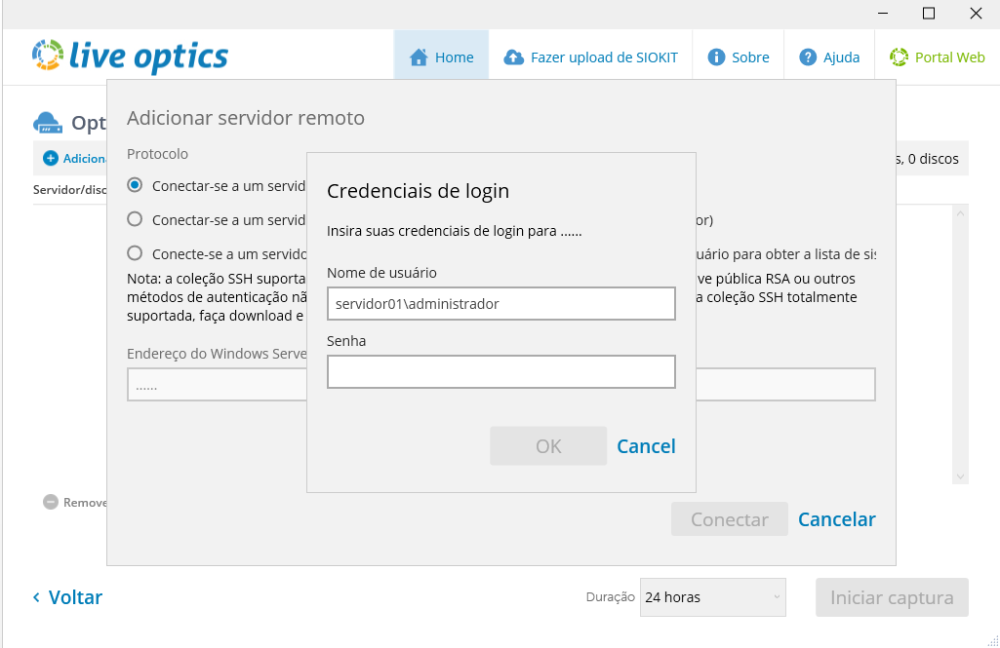 live optics
Home
Fazer upload de SIOKIT
Sobre
Ajuda
Portal Web
Opt
Adicionar servidor remoto
Adicion
s, 0 discos
Protocolo
Servidor/disc
Conectar-se a um servid
Conectar-se a um servid
or)
Conecte-se a um servido
uário para obter a lista de sis
Nota: a coleção SSH suporta
ve pública RSA ou outros
métodos de autenticação nã
a coleção SSH totalmente
suportada, faça download e
Endereço do Windows Serve
......
Credenciais de login
Insira suas credenciais de login para ......
Nome de usuário
servidor01\administrador
Senha
OK
Cancel
Remove
Conectar
Cancelar
Voltar
Duração
24 horas
Iniciar captura